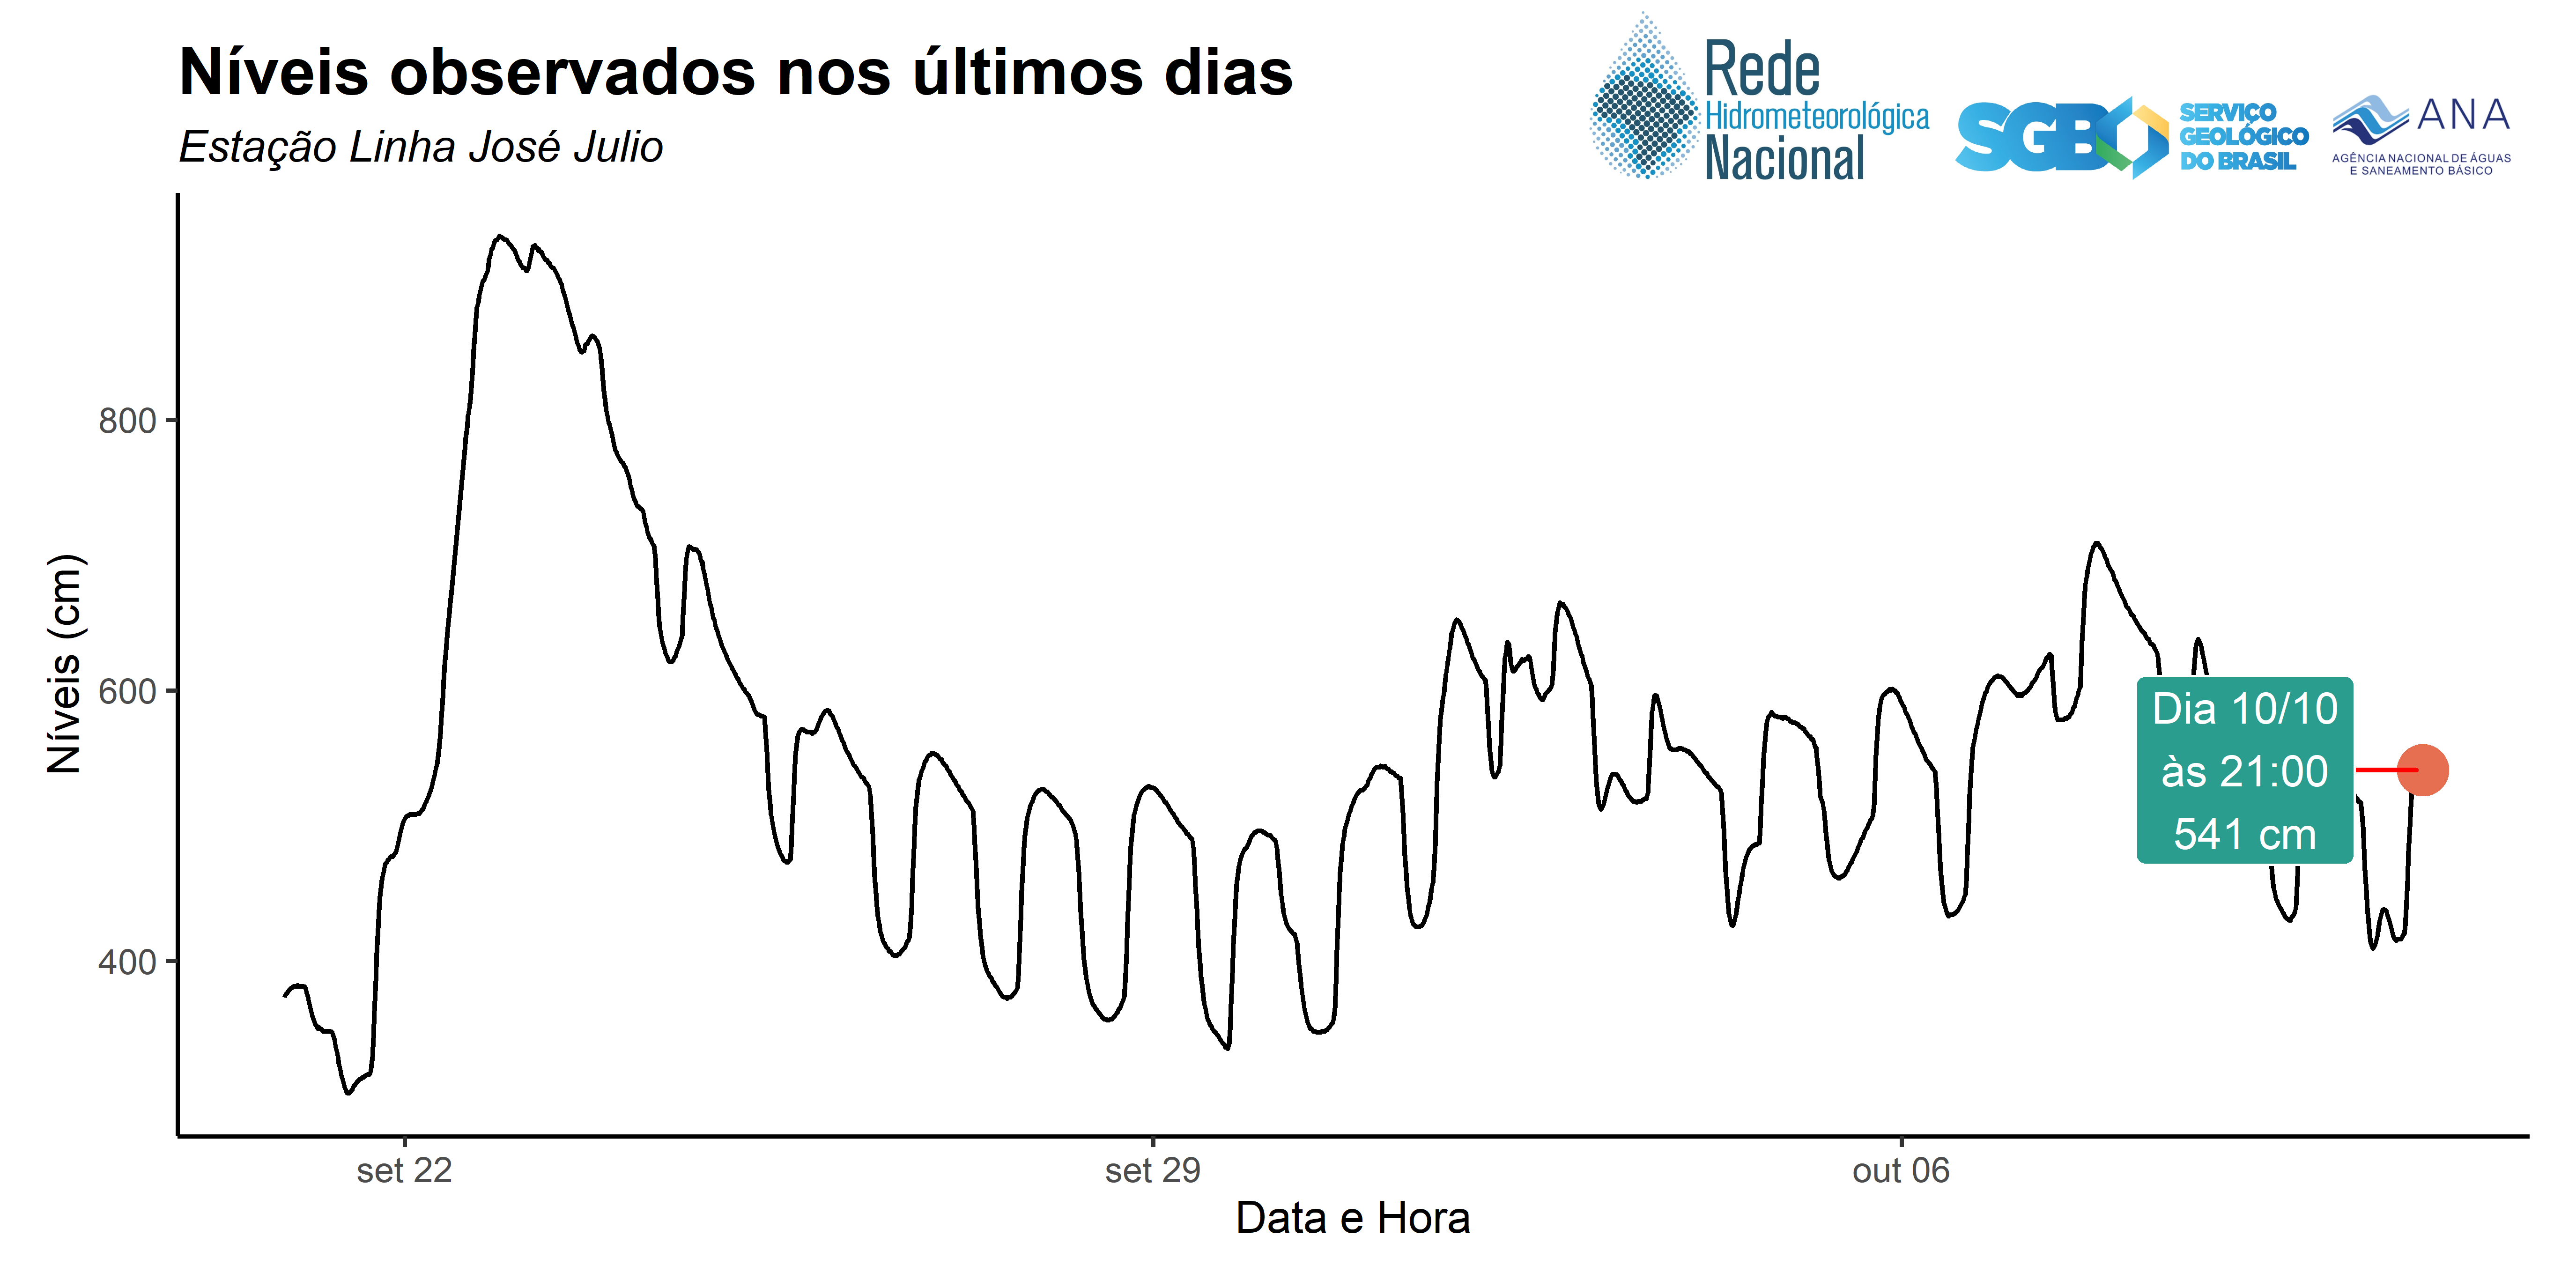 Níveis observados nos últimos dias
Estação Linha José Julio
Rede
Hidrometeorológica
Nacional
SGB
SERVIÇO
GEOLÓGICO
DO BRASIL
ANA
AGÊNCIA NACIONAL DE ÁGUAS
E SANEAMENTO BÁSICO
Níveis (cm)
800
600
400
Dia 10/10
às 21:00
541 cm
set 22
set 29
out 06
Data e Hora